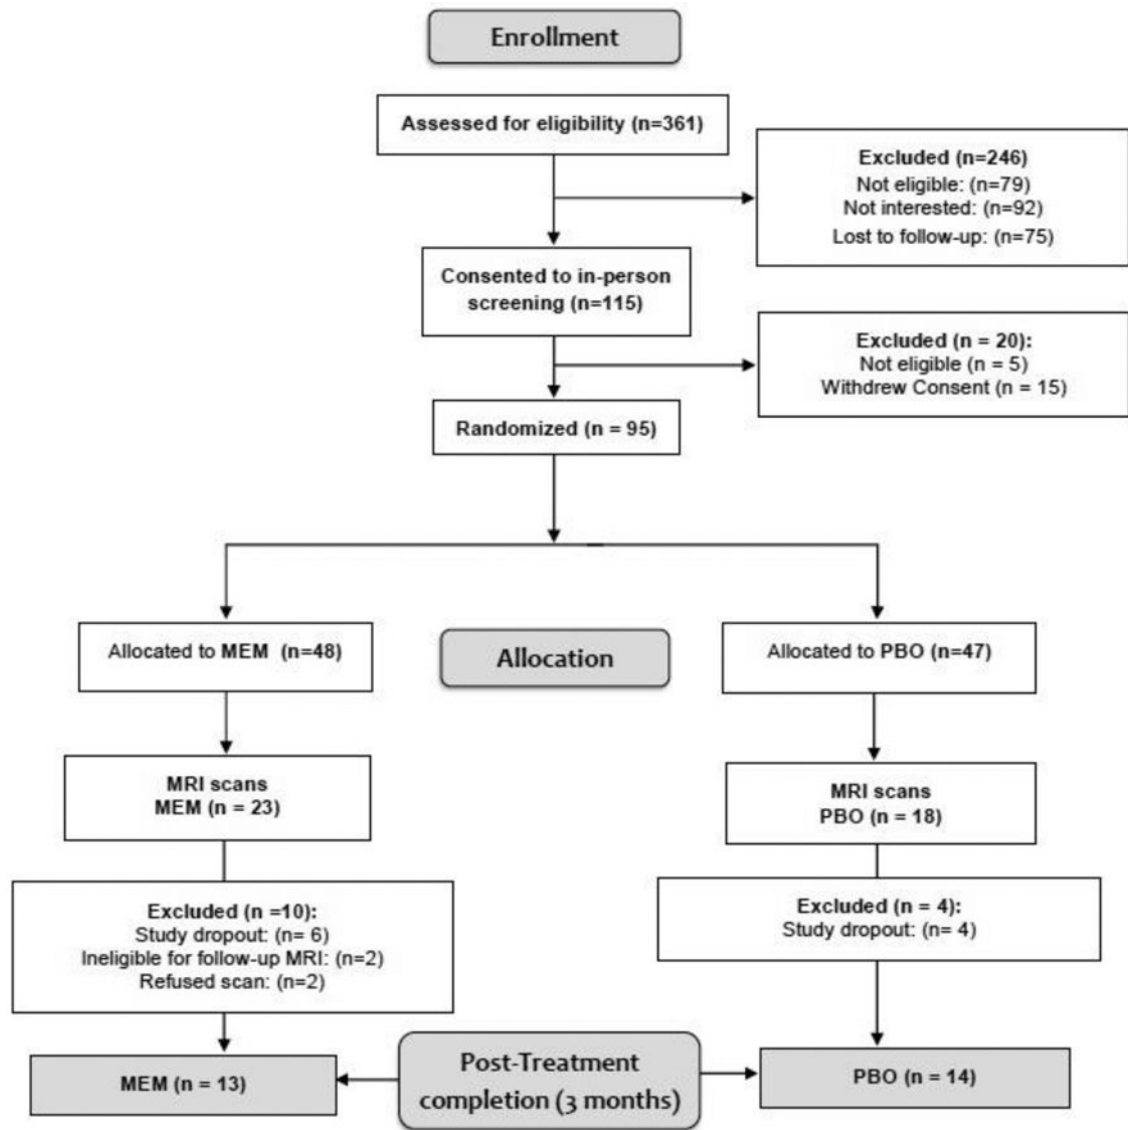 Enrollment
Assessed for eligibility (n=361)
Excluded (n=246)
Not eligible: (n=79)
Not interested: (n=92)
Lost to follow-up: (n=75)
Consented to in-person
screening (n=115)
Excluded (n = 20):
Not eligible (n = 5)
Withdrew Consent (n = 15)
Randomized (n = 95)
Allocated to MEM (n=48)
Allocation
Allocated to PBO (n=47)
MRI scans
MEM (n = 23)
MRI scans
PBO (n = 18)
Excluded (n =10):
Study dropout: (n= 6)
Ineligible for follow-up MRI: (n=2)
Refused scan: (n=2)
Excluded (n = 4):
Study dropout: (n= 4)
MEM (n = 13)
Post-Treatment
completion (3 months)
PBO (n = 14)